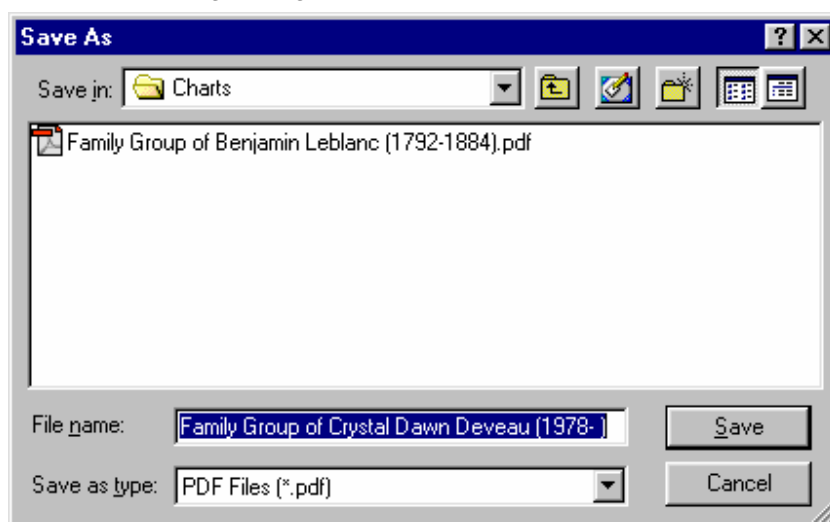 Save As
Save in: Charts
Family Group of Benjamin Leblanc (1792-1884).pdf
File name: Family Group of Crystal Dawn Deveau (1978- ) Save
Save as type: PDF Files (*.pdf) Cancel